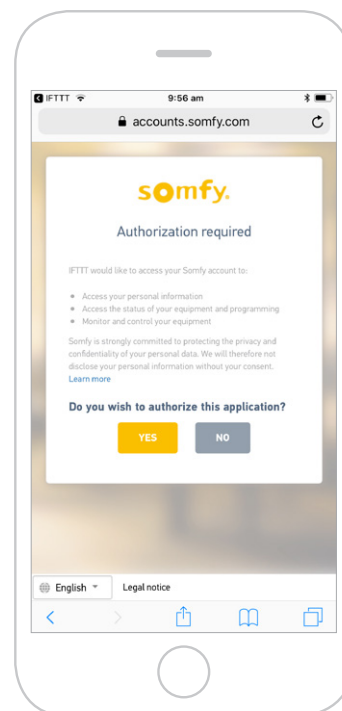 IFTTT 9:56 am
accounts.somfy.com
somfy.
Authorization required
IFTTT would like to access your Somfy account to:
Access your personal information
Access the status of your equipment and programming
Monitor and control your equipment
Somfy is strongly committed to protecting the privacy and
confidentiality of your personal data. We will therefore not
disclose your personal information without your consent.
Learn more
Do you wish to authorize this application?
YES NO
English Legal notice